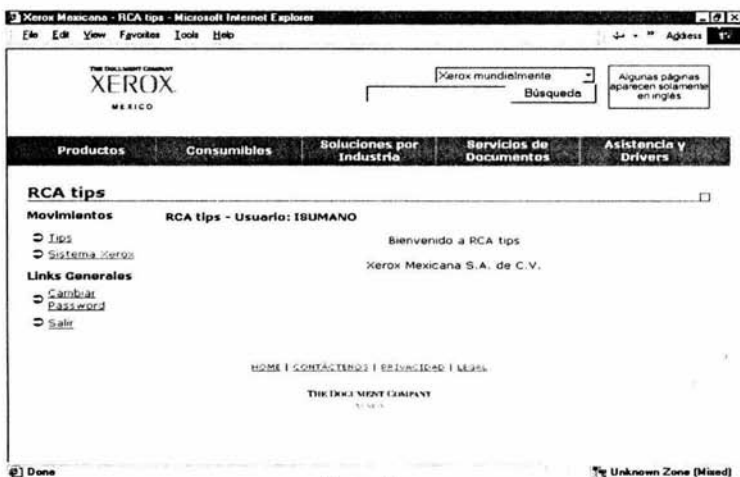 Xerox Mexicana - RCA tips - Microsoft Internet Explorer
File Edit View Favorites Tools Help
Address
THE DOCUMENT COMPANY
XEROX
MEXICO
Xerox mundialmente
Búsqueda
Algunas páginas
aparecen solamente
en inglés
Productos
Consumibles
Soluciones por
Industria
Servicios de
Documentos
Asistencia y
Drivers
RCA tips
Movimientos
Tips
Sistema Xerox
Links Generales
Cambiar
Password
Salir
RCA tips - Usuario: ISUMANO
Bienvenido a RCA tips
Xerox Mexicana S.A. de C.V.
HOME | CONTÁCTENOS | PRIVACIDAD | LEGAL
THE DOCUMENT COMPANY
XEROX
Done
Unknown Zone (Mixed)